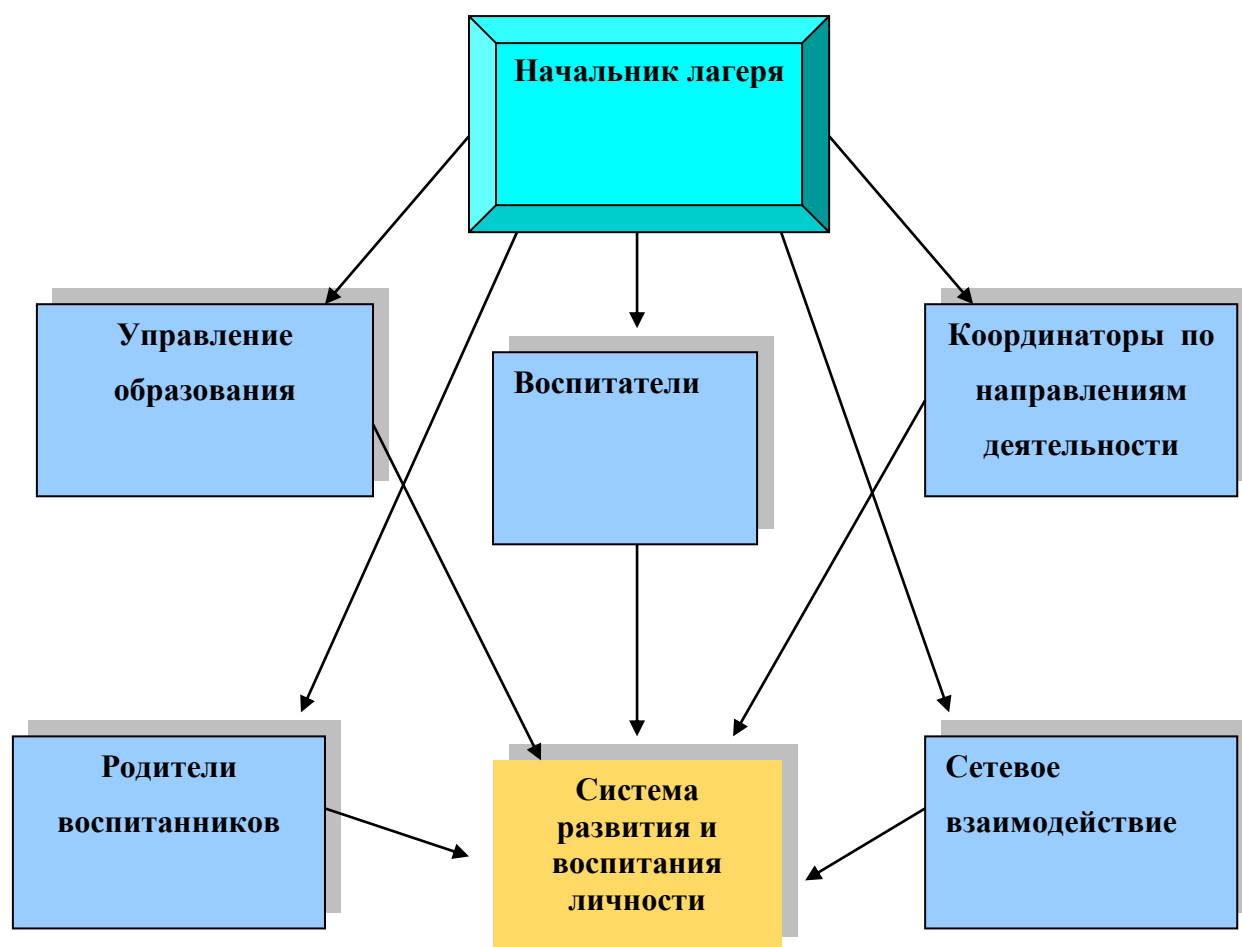 Начальник лагеря
Управление
образования
Воспитатели
Координаторы по
направлениям
деятельности
Родители
воспитанников
Система
развития и
воспитания
личности
Сетевое
взаимодействие